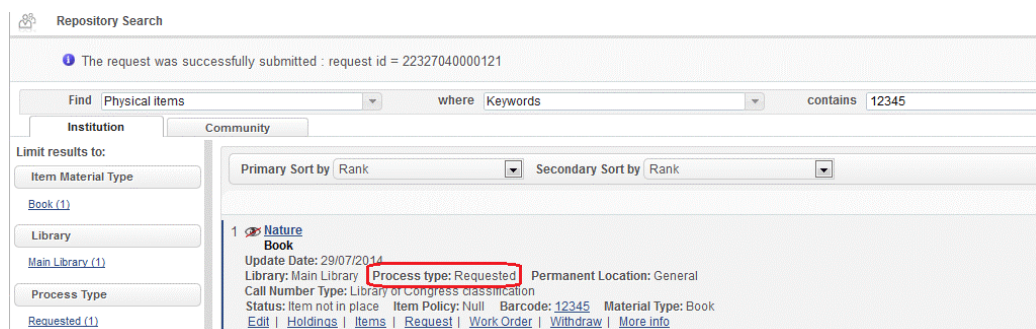 Repository Search
The request was successfully submitted : request id = 22327040000121
Find Physical items where Keywords contains 12345
Institution Community
Limit results to:
Item Material Type
Book (1)
Library
Main Library (1)
Process Type
Requested (1)
Primary Sort by Rank Secondary Sort by Rank
1 Nature
Book
Update Date: 29/07/2014
Library: Main Library Process type: Requested Permanent Location: General
Call Number Type: Library of Congress classification
Status: Item not in place Item Policy: Null Barcode: 12345 Material Type: Book
Edit | Holdings | Items | Request | Work Order | Withdraw | More info